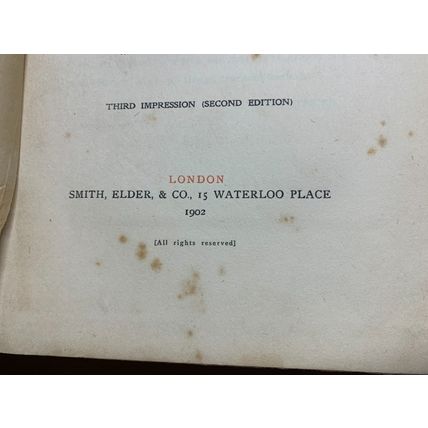 THIRD IMPRESSION (SECOND EDITION)
LONDON
SMITH, ELDER, & CO., 15 WATERLOO PLACE
1902
[All rights reserved]